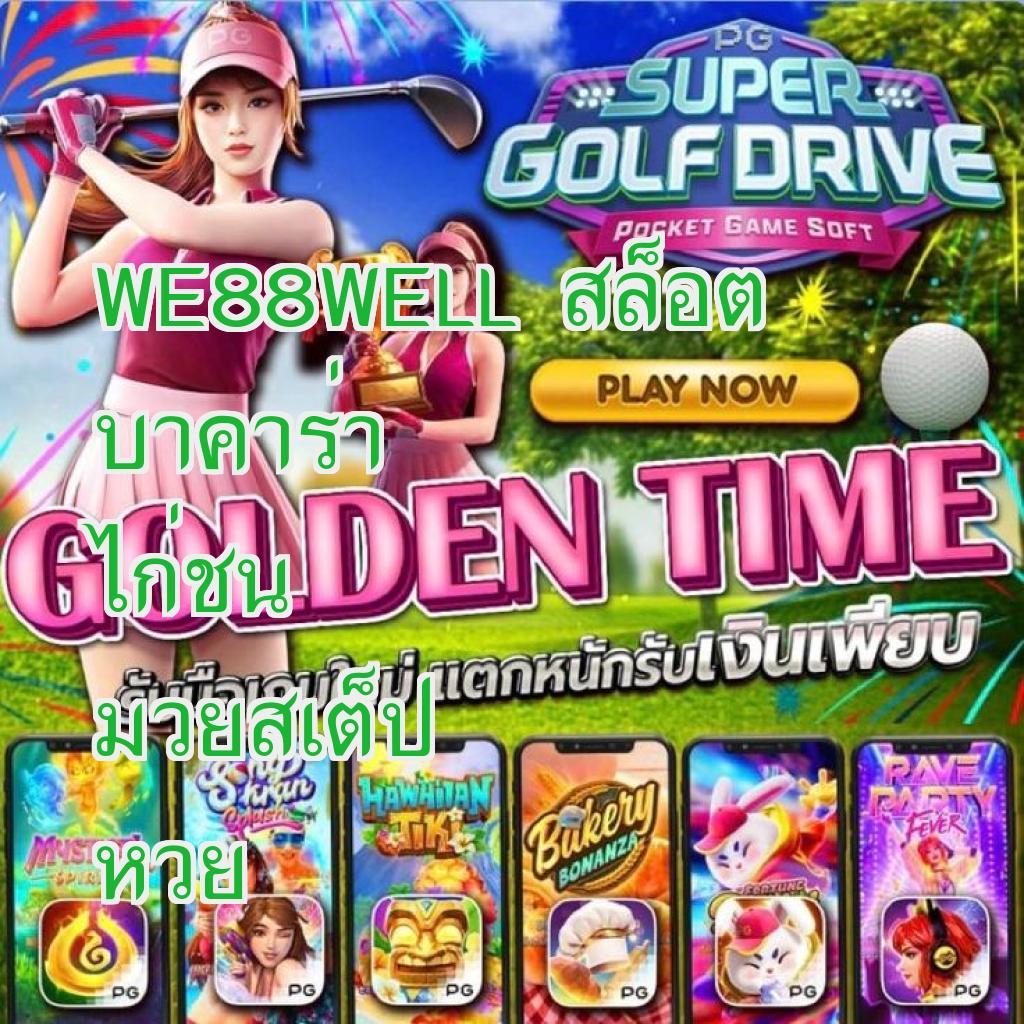 PG
PG
SUPER
GOLF DRIVE
POCKET GAME SOFT
WE88WELL สล็อต
PLAY NOW
บาคาร่า
GOLDEN TIME
ไก่ชน
แตกหนักรับเงินเพียบ
มวยสเต็ป
Splush
HAWAIIAN
TIKI
Bakery
BONANZA
RAVE
PARTY
FEVER
หวย
FORTUNE
PG
PG
PG
PG
PG
PG